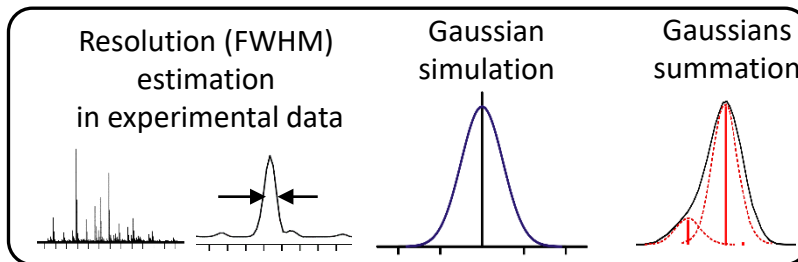 Resolution (FWHM)
estimation
in experimental data
Gaussian
simulation
Gaussians
summation